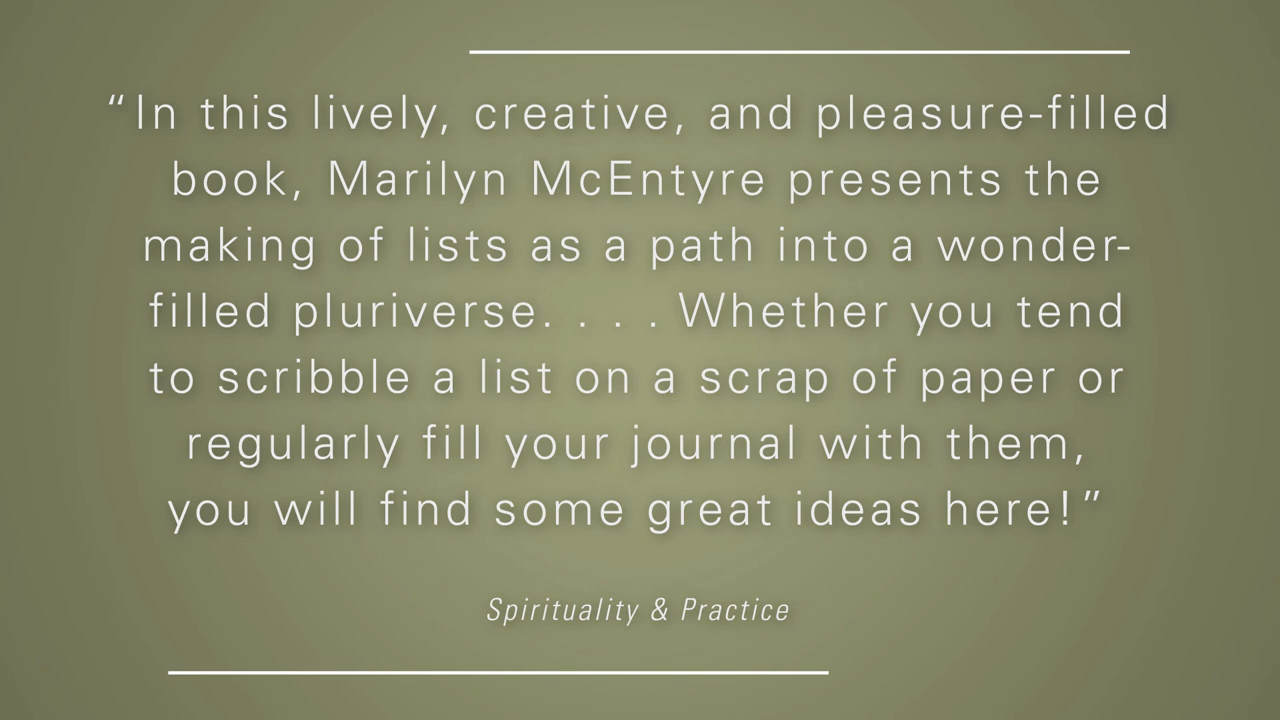 “In this lively, creative, and pleasure-filled
book, Marilyn McEntyre presents the
making of lists as a path into a wonder-
filled pluriverse. . . . Whether you tend
to scribble a list on a scrap of paper or
regularly fill your journal with them,
you will find some great ideas here!”
Spirituality & Practice